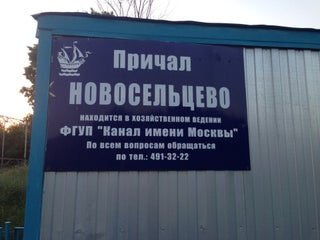 Причал
НОВОСЕЛЬЦЕВО
НАХОДИТСЯ В ХОЗЯЙСТВЕННОМ ВЕДЕНИИ
ФГУП "Канал имени Москвы"
По всем вопросам обращаться
по тел.: 491-32-22